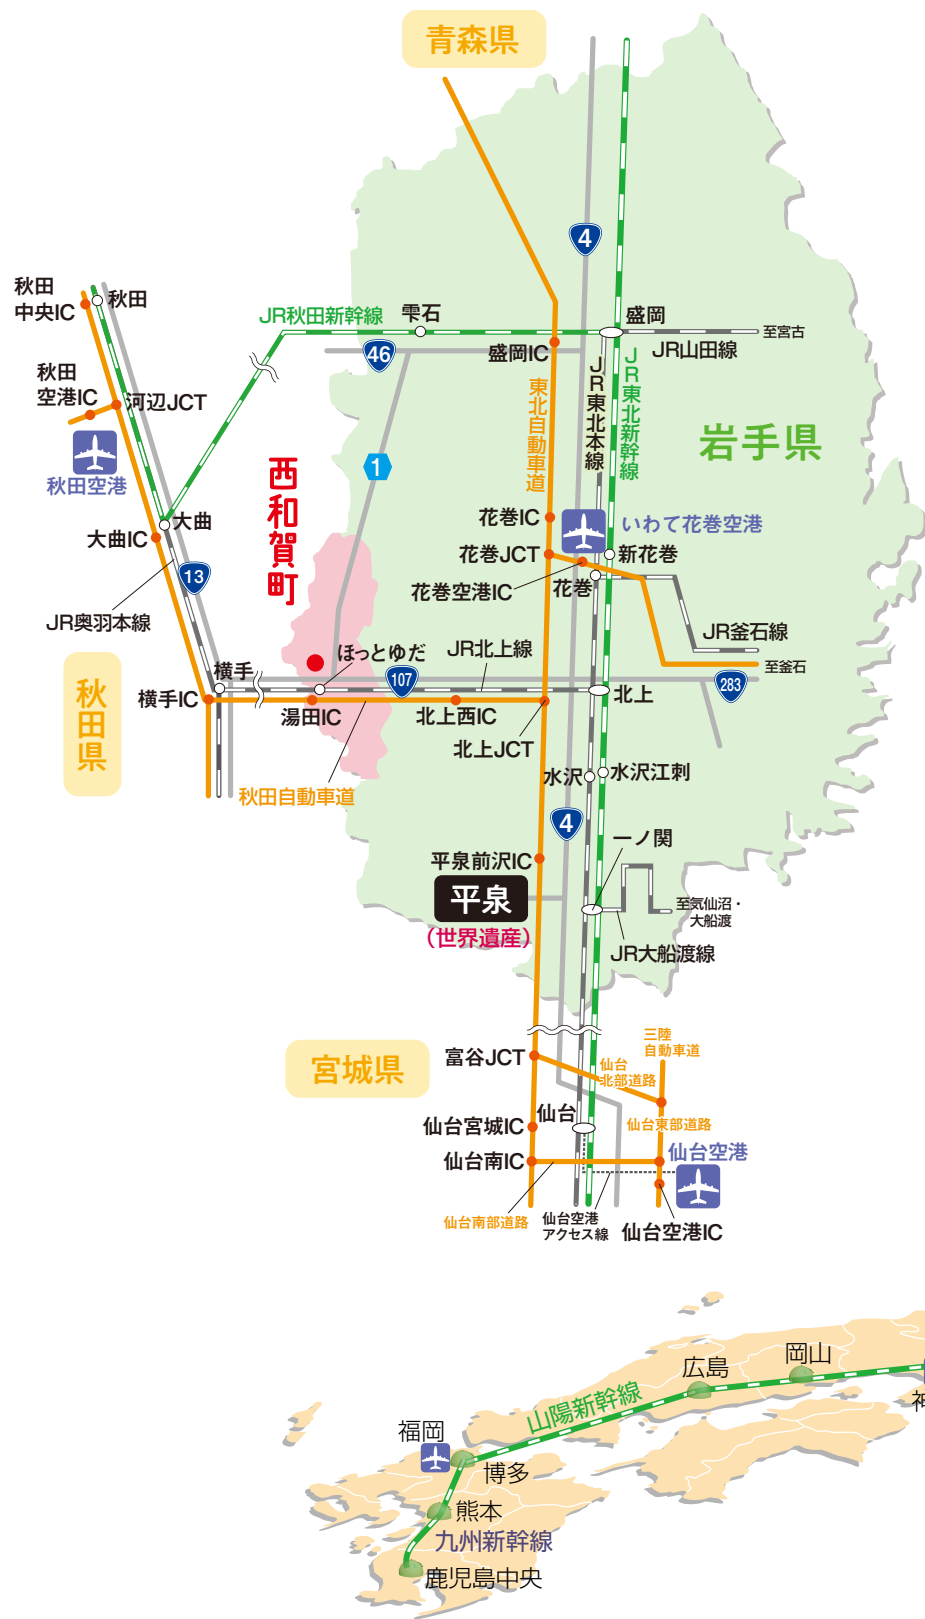 青森県
4
秋田
中央IC
秋田
JR秋田新幹線
雫石
盛岡
至宮古
JR山田線
46
盛岡IC
秋田
空港IC
河辺JCT
東北自動車道
JR東北本線
JR東北新幹線
岩手県
秋田空港
1
西和賀町
大曲
大曲IC
花巻IC
いわて花巻空港
花巻JCT
新花巻
花巻空港IC
花巻
13
JR奥羽本線
JR釜石線
至釜石
横手
ほっとゆだ
JR北上線
107
283
秋田県
横手IC
湯田IC
北上西IC
北上
北上JCT
秋田自動車道
水沢
水沢江刺
4
一ノ関
平泉前沢IC
平泉
(世界遺産)
至気仙沼・
大船渡
JR大船渡線
宮城県
富谷JCT
三陸
自動車道
仙台
北部道路
仙台宮城IC
仙台
仙台東部道路
仙台南IC
仙台空港
仙台南部道路
仙台空港
アクセス線
仙台空港IC
広島
岡山
山陽新幹線
福岡
博多
熊本
九州新幹線
鹿児島中央